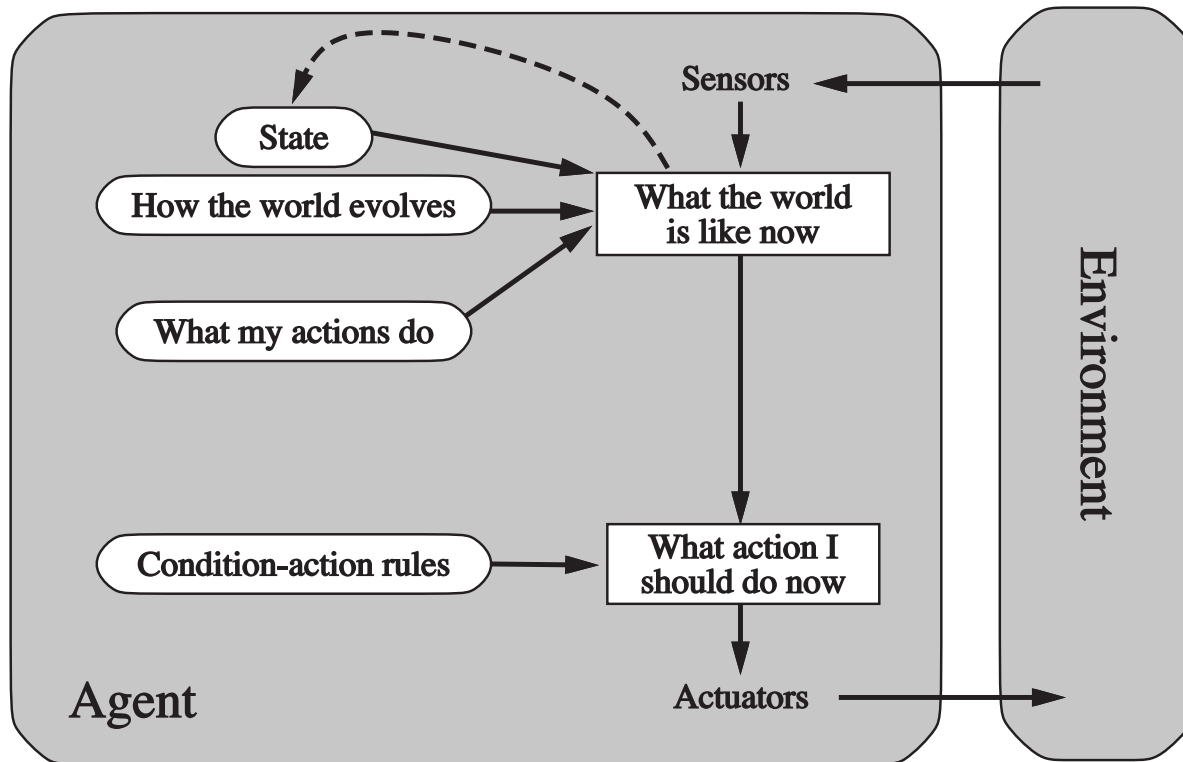 Sensors
State
What the world
is like now
How the world evolves
What my actions do
Environment
Condition-action rules
What action I
should do now
Agent
Actuators